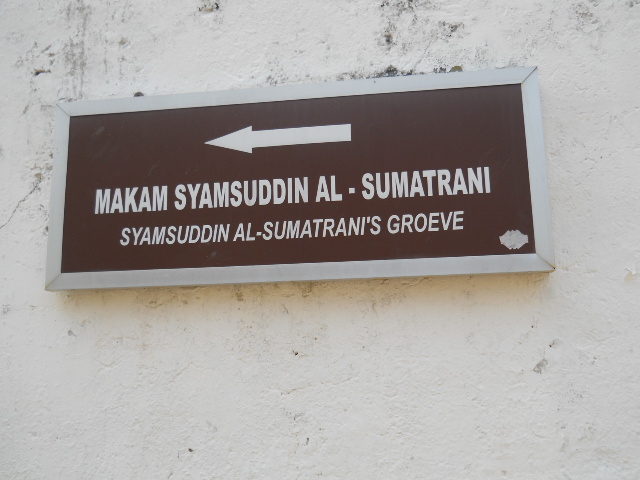 MAKAM SYAMSUDDIN AL - SUMATRANI
SYAMSUDDIN AL-SUMATRANI'S GROEVE